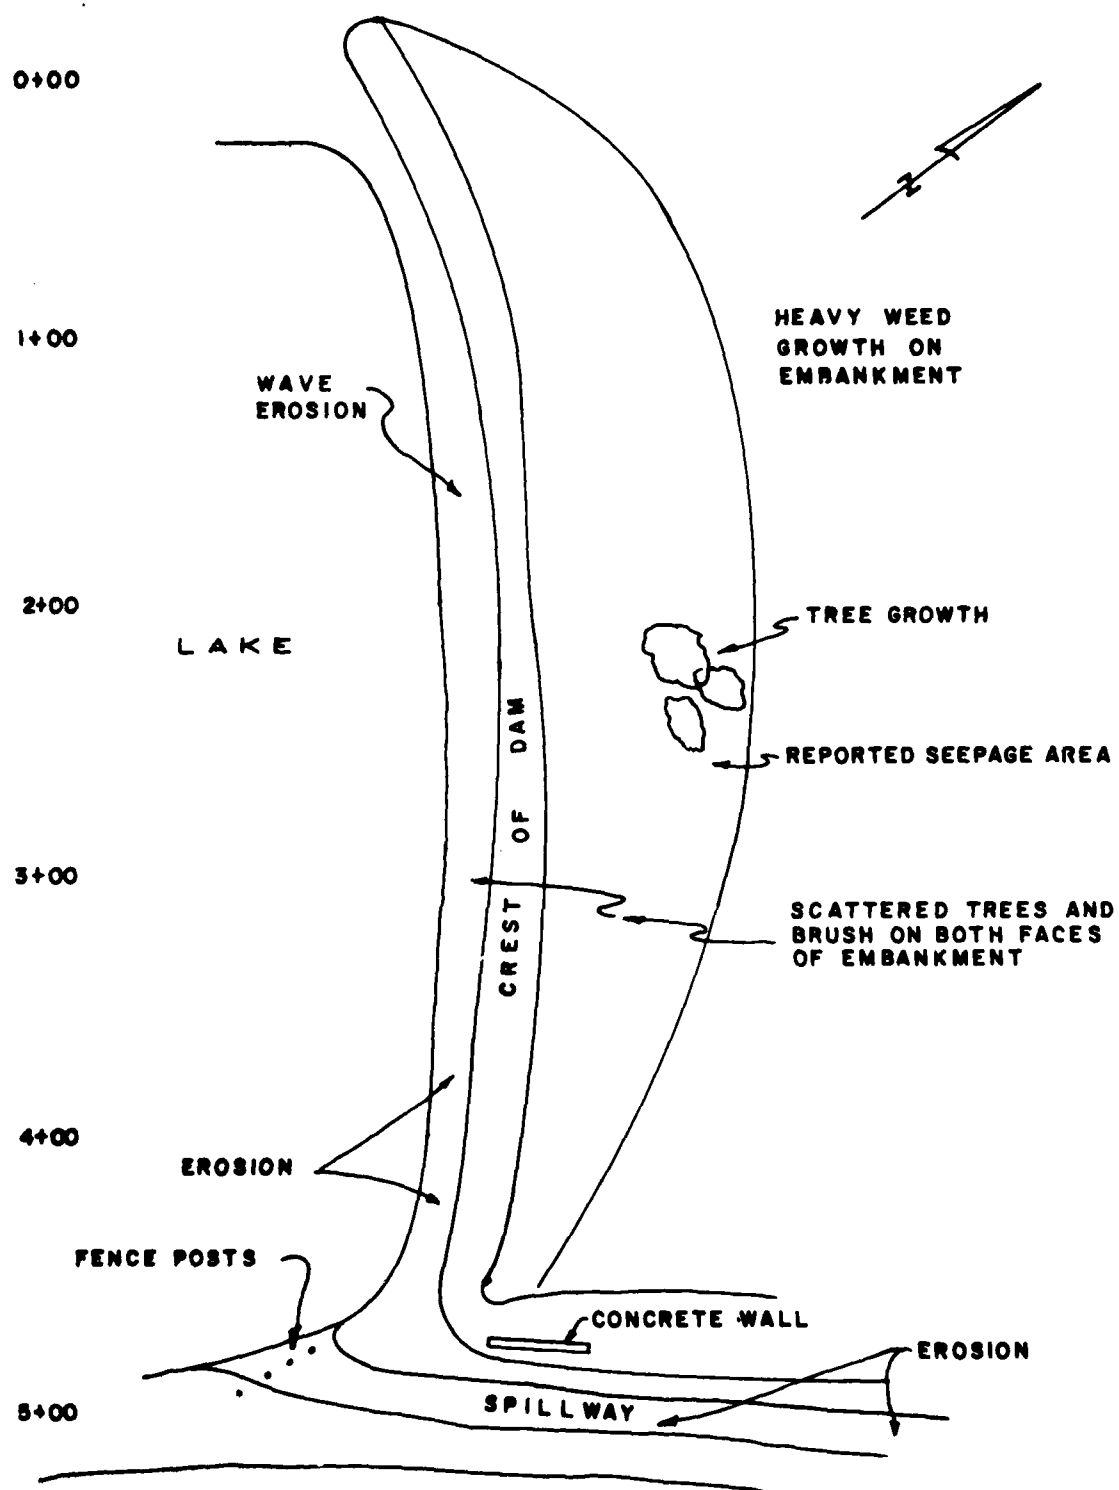 0+00
1+00
HEAVY WEED
GROWTH ON
EMBANKMENT
WAVE
EROSION
2+00
TREE GROWTH
LAKE
REPORTED SEEPAGE AREA
CREST OF DAM
3+00
SCATTERED TREES AND
BRUSH ON BOTH FACES
OF EMBANKMENT
4+00
EROSION
FENCE POSTS
CONCRETE WALL
EROSION
SPILLWAY
5+00
N